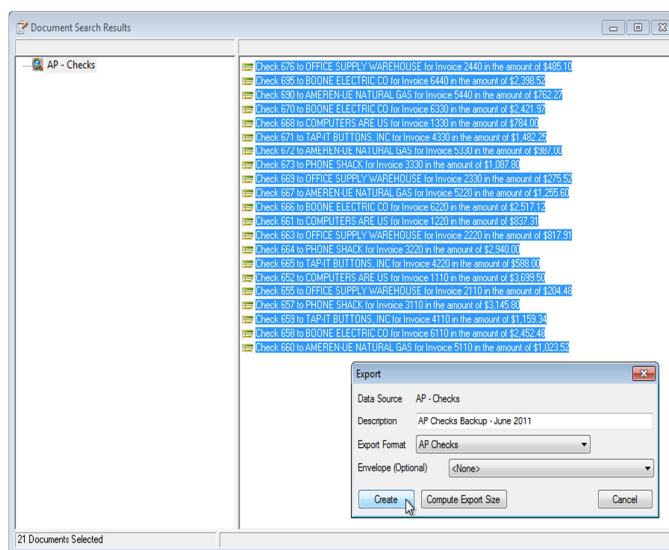 Document Search Results
AP - Checks
Check 676 to OFFICE SUPPLY WAREHOUSE for Invoice 2440 in the amount of $485.10
Check 695 to BOONE ELECTRIC CO for Invoice 6440 in the amount of $2,398.52
Check 690 to AMEREN-UE NATURAL GAS for Invoice 5440 in the amount of $762.27
Check 670 to BOONE ELECTRIC CO for Invoice 6330 in the amount of $2,421.97
Check 668 to COMPUTERS ARE US for Invoice 1330 in the amount of $784.00
Check 671 to TAP-IT BUTTONS, INC for Invoice 4330 in the amount of $1,482.25
Check 672 to AMEREN-UE NATURAL GAS for Invoice 5330 in the amount of $987.00
Check 673 to PHONE SHACK for Invoice 3330 in the amount of $1,087.80
Check 669 to OFFICE SUPPLY WAREHOUSE for Invoice 2330 in the amount of $275.52
Check 667 to AMEREN-UE NATURAL GAS for Invoice 5220 in the amount of $1,255.60
Check 666 to BOONE ELECTRIC CO for Invoice 6220 in the amount of $2,517.12
Check 661 to COMPUTERS ARE US for Invoice 1220 in the amount of $837.31
Check 663 to OFFICE SUPPLY WAREHOUSE for Invoice 2220 in the amount of $817.91
Check 664 to PHONE SHACK for Invoice 3220 in the amount of $2,940.00
Check 665 to TAP-IT BUTTONS, INC for Invoice 4220 in the amount of $588.00
Check 652 to COMPUTERS ARE US for Invoice 1110 in the amount of $3,699.50
Check 655 to OFFICE SUPPLY WAREHOUSE for Invoice 2110 in the amount of $204.48
Check 657 to PHONE SHACK for Invoice 3110 in the amount of $3,145.80
Check 659 to TAP-IT BUTTONS, INC for Invoice 4110 in the amount of $1,159.34
Check 658 to BOONE ELECTRIC CO for Invoice 6110 in the amount of $2,452.48
Check 660 to AMEREN-UE NATURAL GAS for Invoice 5110 in the amount of $1,023.52
Export
Data Source AP - Checks
Description AP Checks Backup - June 2011
Export Format AP Checks
Envelope (Optional) <None>
Create Compute Export Size Cancel
21 Documents Selected